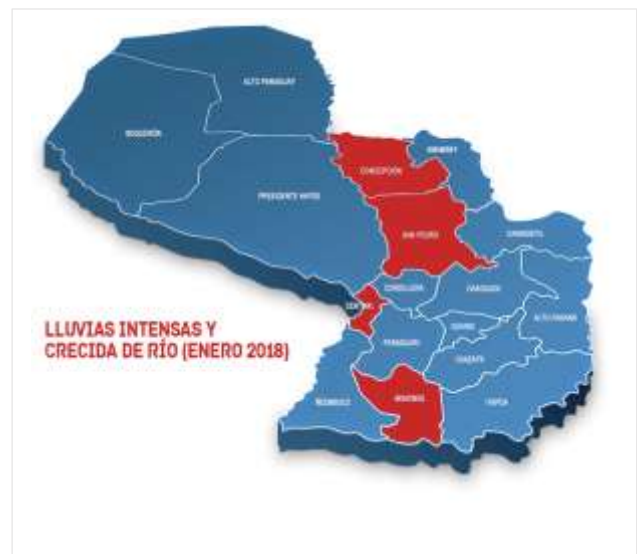 ALTO PARAGUAY
BOQUERÓN
CONCEPCIÓN
AMAMBAY
PRESIDENTE HAYES
SAN PEDRO
CANINDEYÚ
CORDILLERA
CAAGUAZÚ
CENTRAL
ALTO PARANÁ
GUAIRÁ
LLUVIAS INTENSAS Y
CRECIDA DE RÍO (ENERO 2018)
PARAGUARÍ
CAAZAPÁ
ÑEEMBUCÚ
MISIONES
ITAPÚA